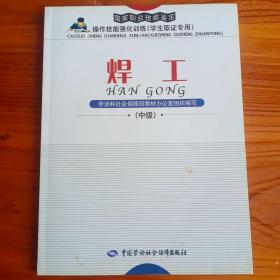 国家职业技能鉴定
操作技能强化训练(学生取证专用)
CAOZUO JINENG QIANGHUA XUNLIAN(XUESHENG QUZHENG ZHUANYONG)
焊工
HAN GONG
劳动和社会保障部教材办公室组织编写
·(中级)·
中国劳动社会保障出版社